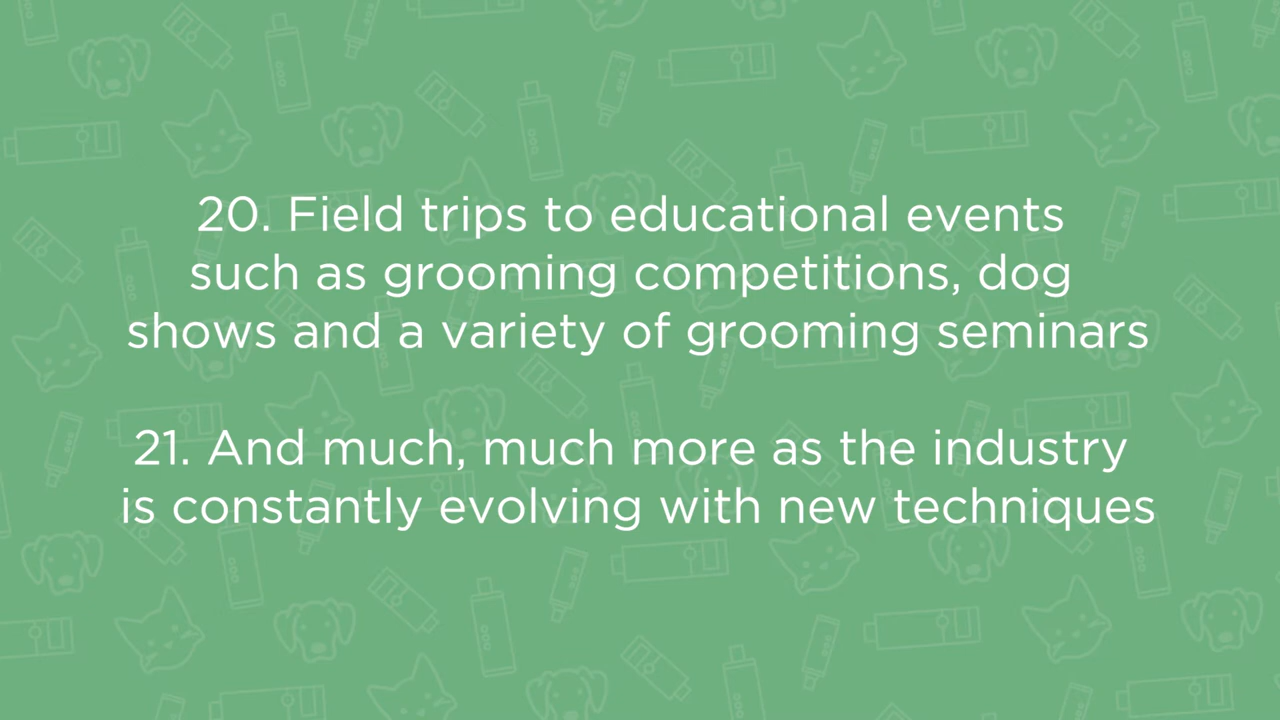 20. Field trips to educational events
such as grooming competitions, dog
shows and a variety of grooming seminars
21. And much, much more as the industry
is constantly evolving with new techniques